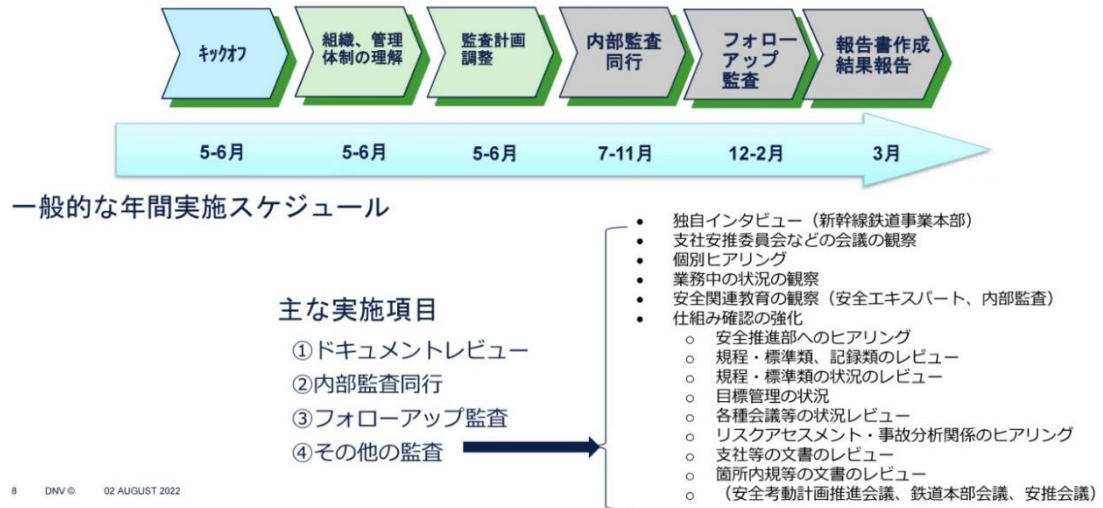 キックオフ
組織、管理
体制の理解
監査計画
調整
内部監査
同行
フォロー
アップ
監査
報告書作成
結果報告
5-6月
5-6月
5-6月
7-11月
12-2月
3月
一般的な年間実施スケジュール
主な実施項目
①ドキュメントレビュー
②内部監査同行
③フォローアップ監査
④その他の監査
• 独自インタビュー（新幹線鉄道事業本部）
• 支社安推委員会などの会議の観察
• 個別ヒアリング
• 業務中の状況の観察
• 安全関連教育の観察（安全エキスパート、内部監査）
• 仕組み確認の強化
o 安全推進部へのヒアリング
o 規程・標準類、記録類のレビュー
o 規程・標準類の状況のレビュー
o 目標管理の状況
o 各種会議等の状況レビュー
o リスクアセスメント・事故分析関係のヒアリング
o 支社等の文書のレビュー
o 箇所内規等の文書のレビュー
o （安全考動計画推進会議、鉄道本部会議、安推会議）
8 DNV © 02 AUGUST 2022